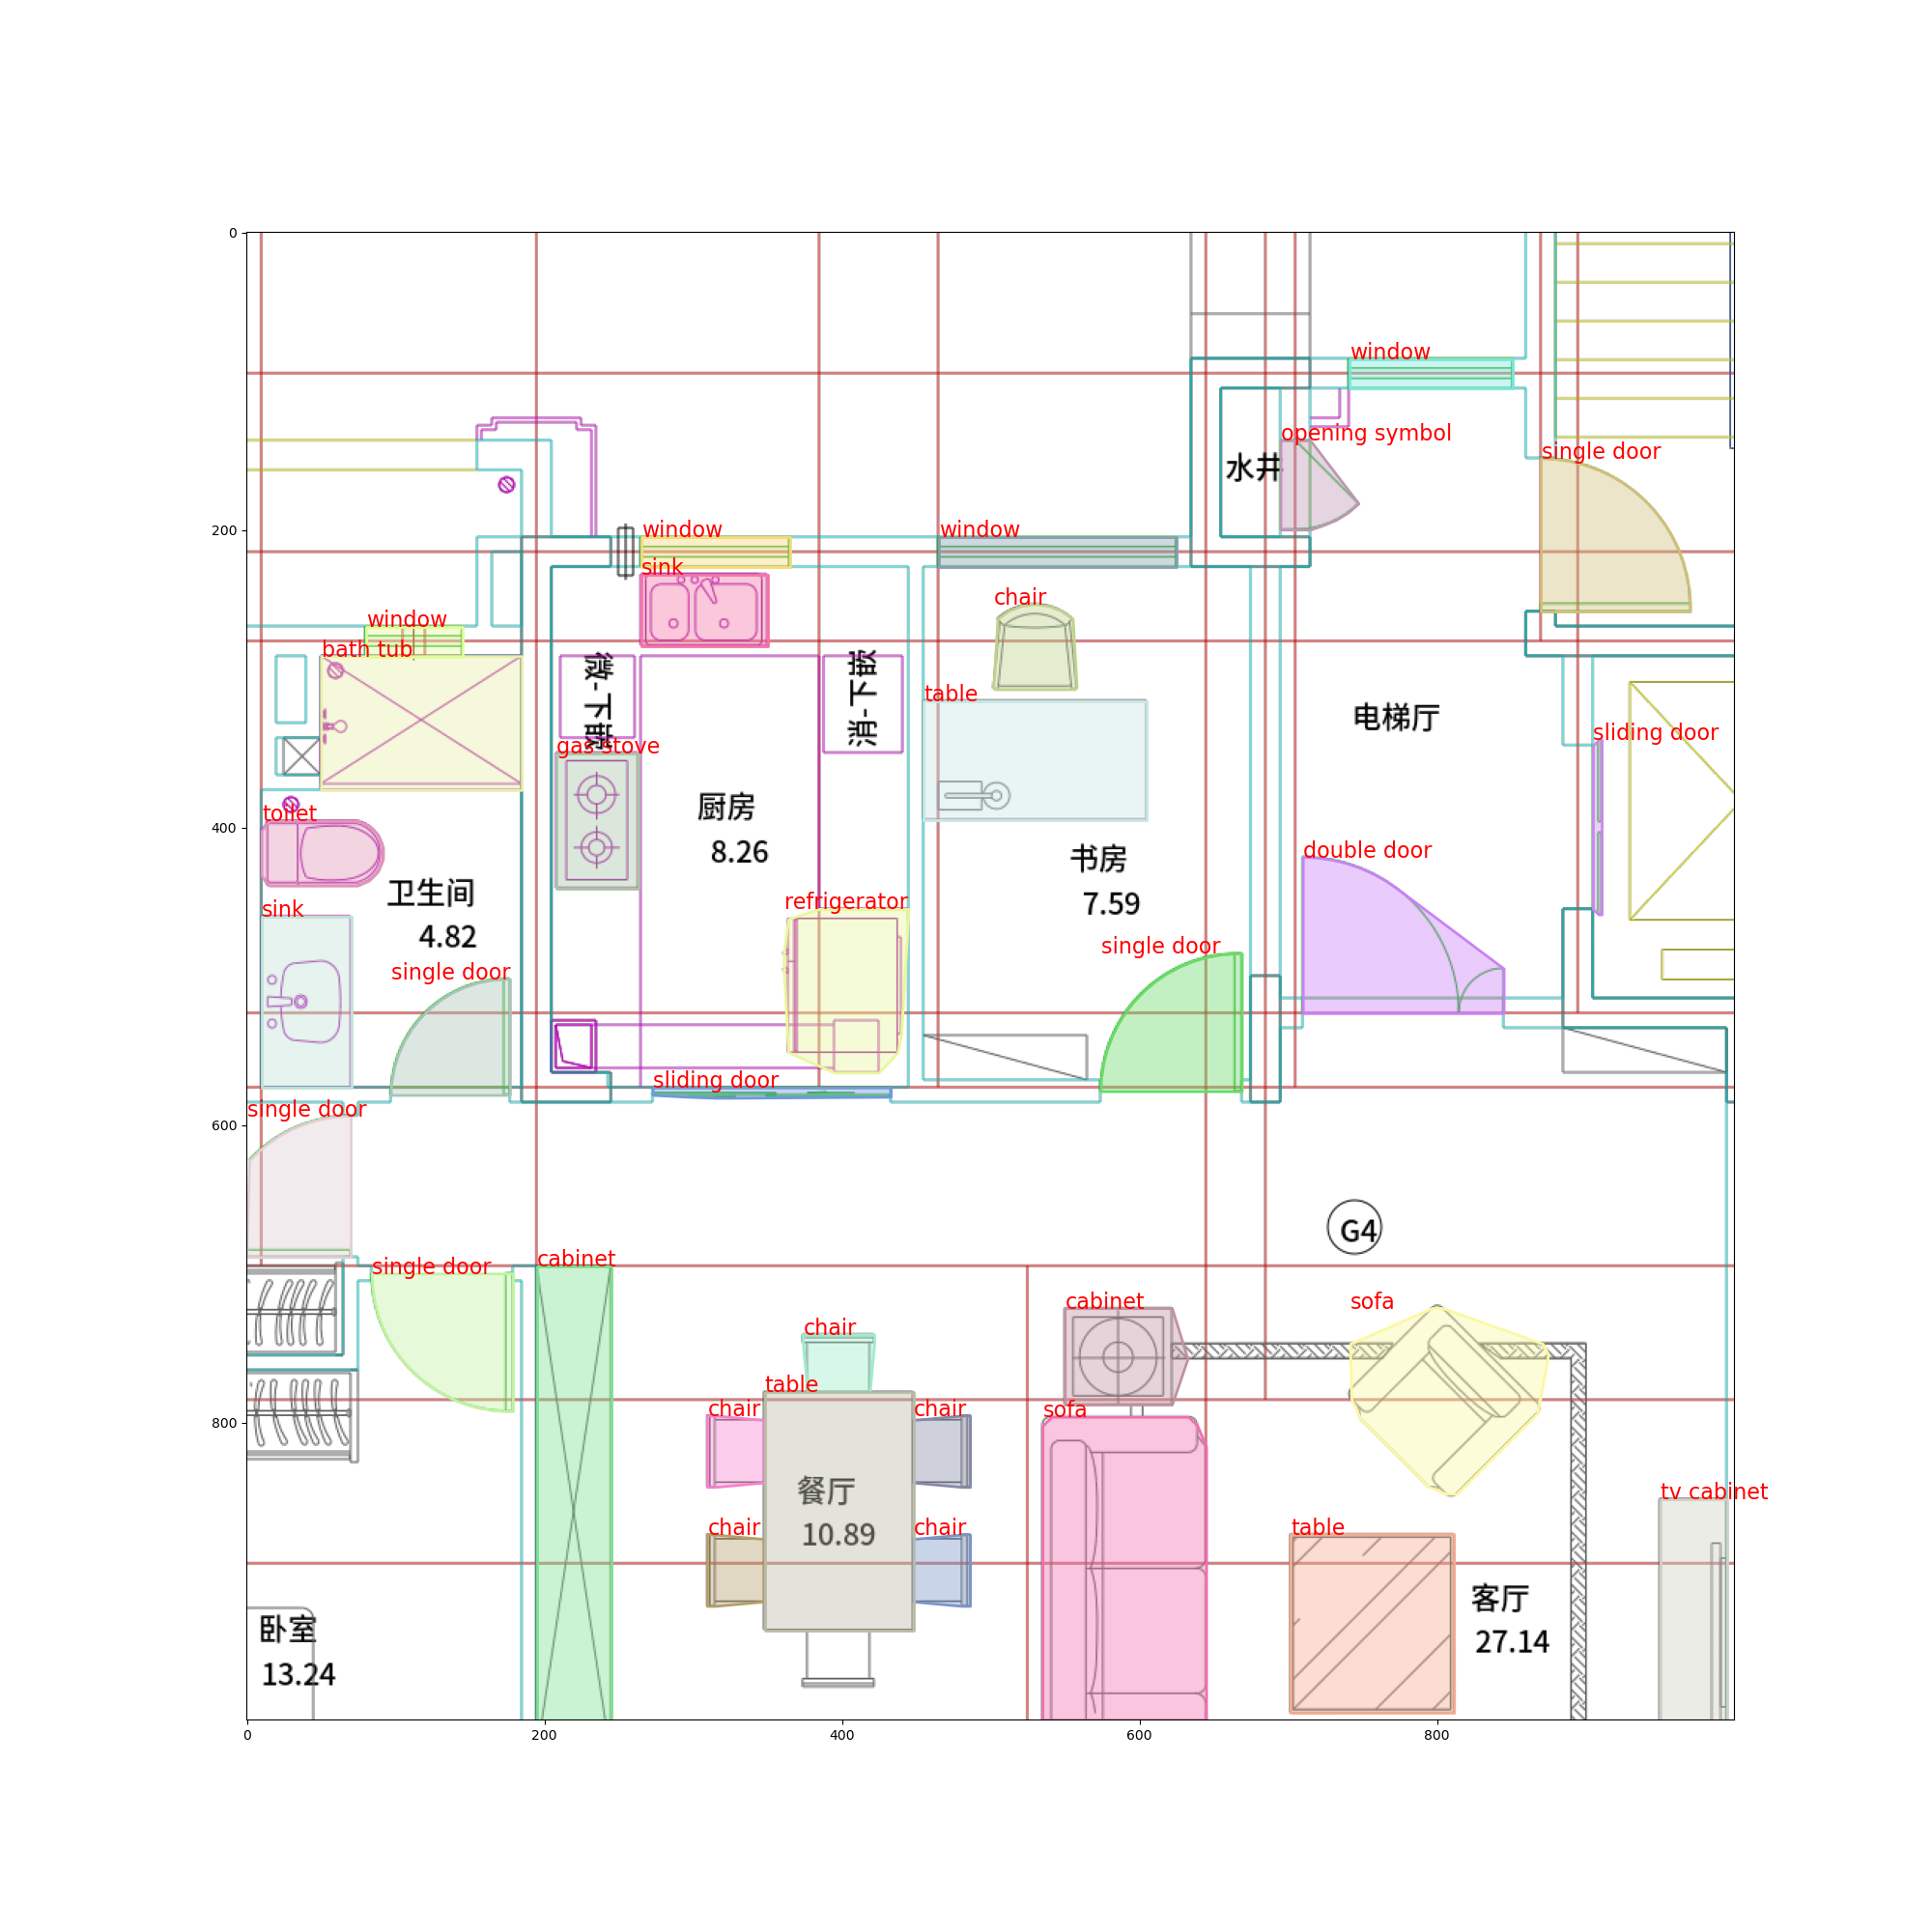 0
window
opening symbol
single door
水井
200
window
window
sink
chair
window
bath tub
微-下嵌
消-下嵌
table
电梯厅
sliding door
gas stove
400
toilet
厨房
8.26
书房
7.59
double door
卫生间
4.82
sink
refrigerator
single door
single door
sliding door
single door
600
G4
single door
cabinet
cabinet
sofa
chair
table
chair
chair
sofa
800
餐厅
10.89
tv cabinet
chair
chair
table
客厅
27.14
卧室
13.24
0
200
400
600
800